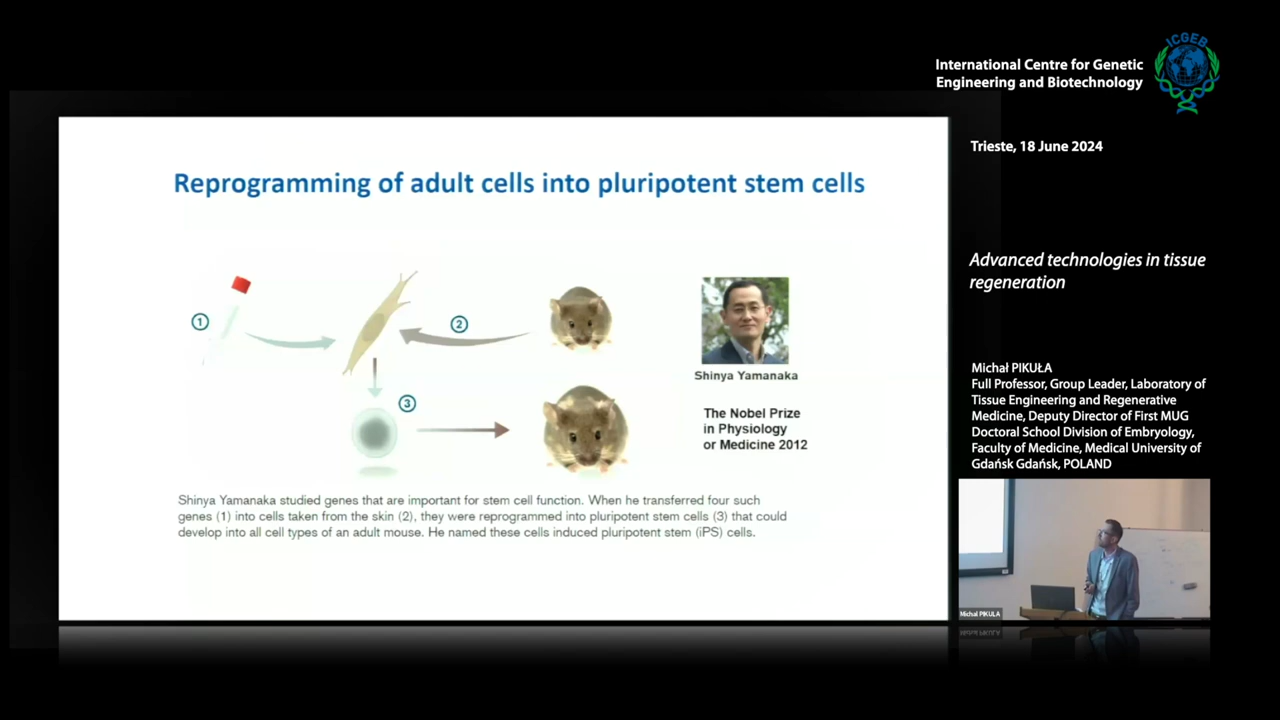 International Centre for Genetic
Engineering and Biotechnology
ICGEB
Trieste, 18 June 2024
Reprogramming of adult cells into pluripotent stem cells
1
2
3
Shinya Yamanaka
The Nobel Prize
in Physiology
or Medicine 2012
Shinya Yamanaka studied genes that are important for stem cell function. When he transferred four such
genes (1) into cells taken from the skin (2), they were reprogrammed into pluripotent stem cells (3) that could
develop into all cell types of an adult mouse. He named these cells induced pluripotent stem (iPS) cells.
Advanced technologies in tissue
regeneration
Michał PIKUŁA
Full Professor, Group Leader, Laboratory of
Tissue Engineering and Regenerative
Medicine, Deputy Director of First MUG
Doctoral School Division of Embryology,
Faculty of Medicine, Medical University of
Gdańsk Gdańsk, POLAND
Michal PIKULA